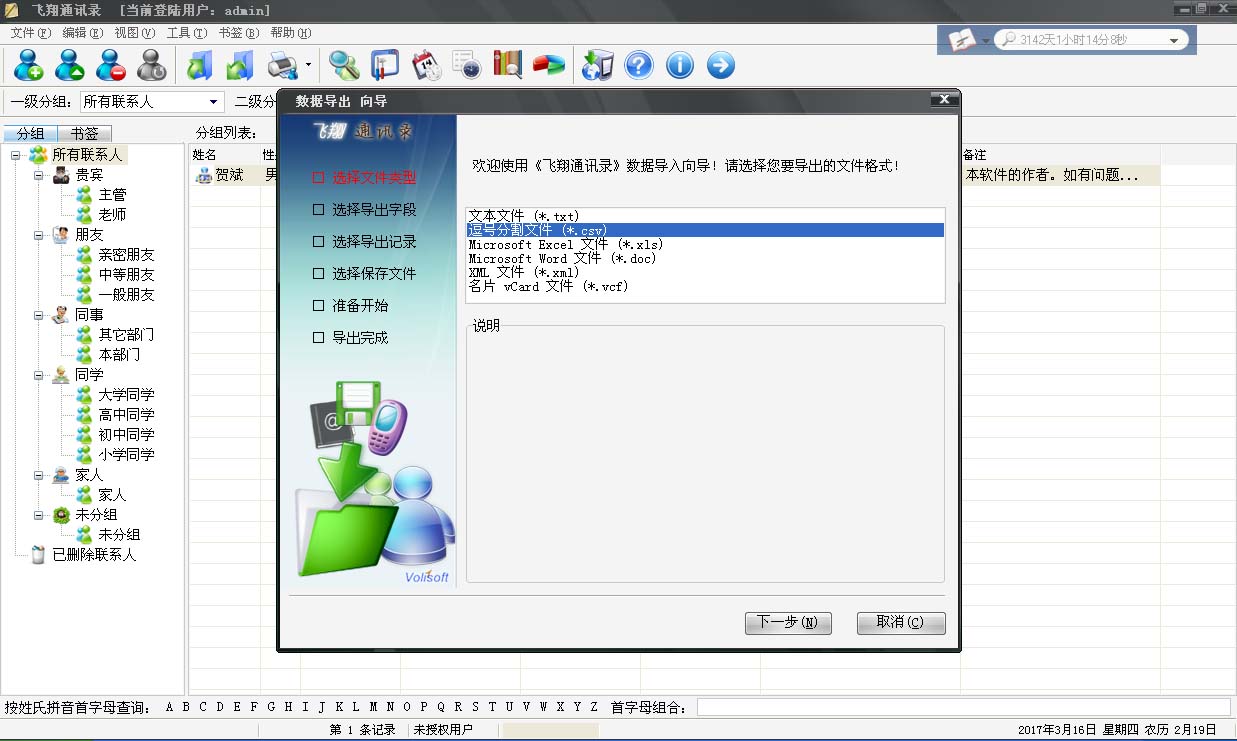 飞翔通讯录 [当前登陆用户：admin]
文件(F) 编辑(E) 视图(V) 工具(T) 书签(B) 帮助(H)
3142天1小时14分8秒
一级分组： 所有联系人 二级分
分组 书签 分组列表：
姓名 性 备注
贺斌 男 本软件的作者。如有问题...
所有联系人
贵宾
主管
老师
朋友
亲密朋友
中等朋友
一般朋友
同事
其它部门
本部门
同学
大学同学
高中同学
初中同学
小学同学
家人
家人
未分组
未分组
已删除联系人
数据导出 向导
飞翔 通讯录
选择文件类型
选择导出字段
选择导出记录
选择保存文件
准备开始
导出完成
Volisoft
欢迎使用《飞翔通讯录》数据导入向导！请选择您要导出的文件格式！
文本文件 (*.txt)
逗号分割文件 (*.csv)
Microsoft Excel 文件 (*.xls)
Microsoft Word 文件 (*.doc)
XML 文件 (*.xml)
名片 vCard 文件 (*.vcf)
说明
下一步(N) 取消(C)
按姓氏拼音首字母查询： A B C D E F G H I J K L M N O P Q R S T U V W X Y Z 首字母组合：
第 1 条记录 未授权用户 2017年3月16日 星期四 农历 2月19日